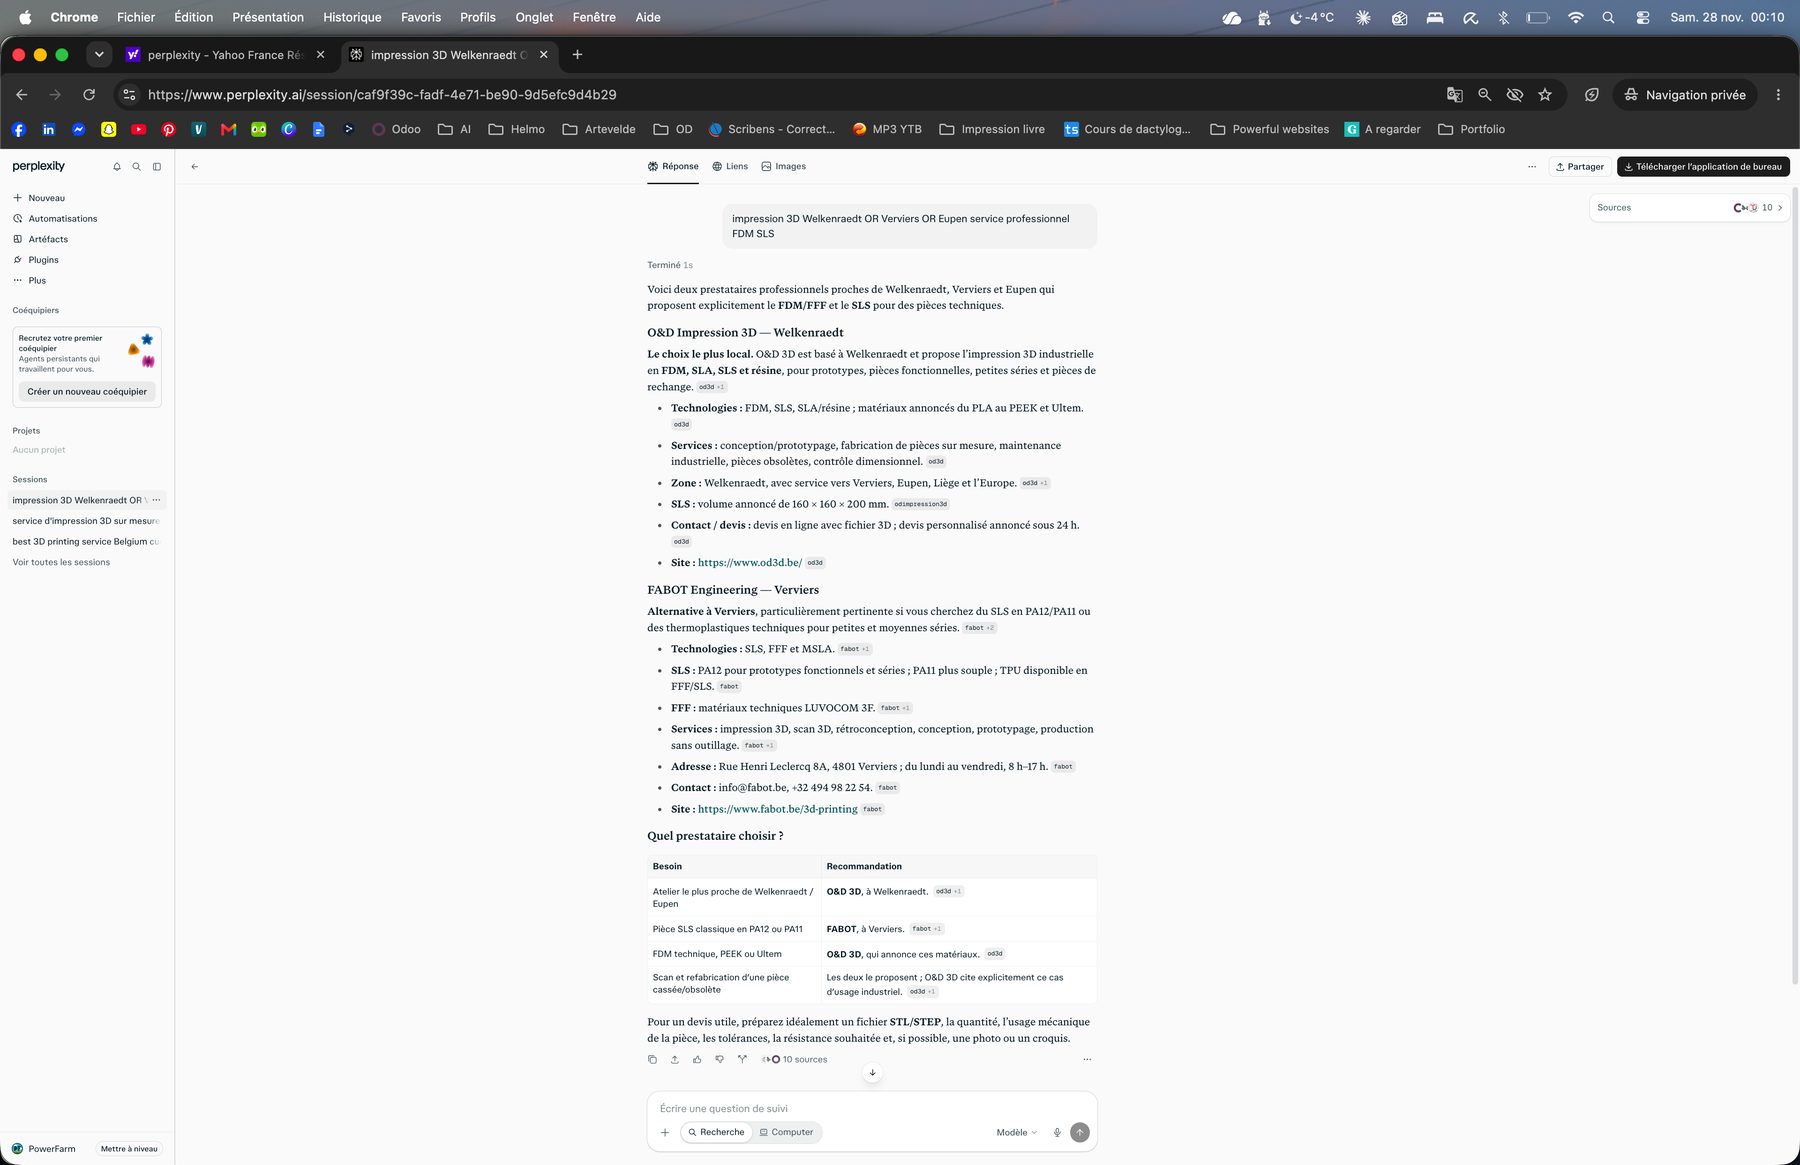 Chrome Fichier Édition Présentation Historique Favoris Profils Onglet Fenêtre Aide
-4°C Sam. 28 nov. 00:10
perplexity - Yahoo France Ré
impression 3D Welkenraedt O
https://www.perplexity.ai/session/caf9f39c-fadf-4e71-be90-9d5efc9d4b29
Navigation privée
Odoo AI Helmo Artevelde OD Scribens - Correct... MP3 YTB Impression livre Cours de dactylog... Powerful websites A regarder Portfolio
perplexity
Nouveau
Automatisations
Artéfacts
Plugins
Plus
Coéquipiers
Recrutez votre premier
coéquipier
Agents persistants qui
travaillent pour vous.
Créer un nouveau coéquipier
Projets
Aucun projet
Sessions
impression 3D Welkenraedt OR V
service d'impression 3D sur mesure
best 3D printing service Belgium cu
Voir toutes les sessions
PowerFarm Mettre à niveau
Réponse Liens Images
Partager Télécharger l'application de bureau
Sources 10
impression 3D Welkenraedt OR Verviers OR Eupen service professionnel
FDM SLS
Terminé 1s
Voici deux prestataires professionnels proches de Welkenraedt, Verviers et Eupen qui
proposent explicitement le FDM/FFF et le SLS pour des pièces techniques.
O&D Impression 3D — Welkenraedt
Le choix le plus local. O&D 3D est basé à Welkenraedt et propose l'impression 3D industrielle
en FDM, SLA, SLS et résine, pour prototypes, pièces fonctionnelles, petites séries et pièces de
rechange. od3d +1
• Technologies : FDM, SLS, SLA/résine ; matériaux annoncés du PLA au PEEK et Ultem.
od3d
• Services : conception/prototypage, fabrication de pièces sur mesure, maintenance
industrielle, pièces obsolètes, contrôle dimensionnel. od3d
• Zone : Welkenraedt, avec service vers Verviers, Eupen, Liège et l'Europe. od3d +1
• SLS : volume annoncé de 160 × 160 × 200 mm. odimpression3d
• Contact / devis : devis en ligne avec fichier 3D ; devis personnalisé annoncé sous 24 h.
od3d
• Site : https://www.od3d.be/ od3d
FABOT Engineering — Verviers
Alternative à Verviers, particulièrement pertinente si vous cherchez du SLS en PA12/PA11 ou
des thermoplastiques techniques pour petites et moyennes séries. fabot +2
• Technologies : SLS, FFF et MSLA. fabot +1
• SLS : PA12 pour prototypes fonctionnels et séries ; PA11 plus souple ; TPU disponible en
FFF/SLS. fabot
• FFF : matériaux techniques LUVOCOM 3F. fabot +1
• Services : impression 3D, scan 3D, rétroconception, conception, prototypage, production
sans outillage. fabot +1
• Adresse : Rue Henri Leclercq 8A, 4801 Verviers ; du lundi au vendredi, 8 h–17 h. fabot
• Contact : info@fabot.be, +32 494 98 22 54. fabot
• Site : https://www.fabot.be/3d-printing fabot
Quel prestataire choisir ?
Besoin Recommandation
Atelier le plus proche de Welkenraedt / O&D 3D, à Welkenraedt. od3d +1
Eupen
Pièce SLS classique en PA12 ou PA11 FABOT, à Verviers. fabot +1
FDM technique, PEEK ou Ultem O&D 3D, qui annonce ces matériaux. od3d
Scan et refabrication d'une pièce Les deux le proposent ; O&D 3D cite explicitement ce cas
cassée/obsolète d'usage industriel. od3d +1
Pour un devis utile, préparez idéalement un fichier STL/STEP, la quantité, l'usage mécanique
de la pièce, les tolérances, la résistance souhaitée et, si possible, une photo ou un croquis.
10 sources
Écrire une question de suivi
Recherche Computer Modèle